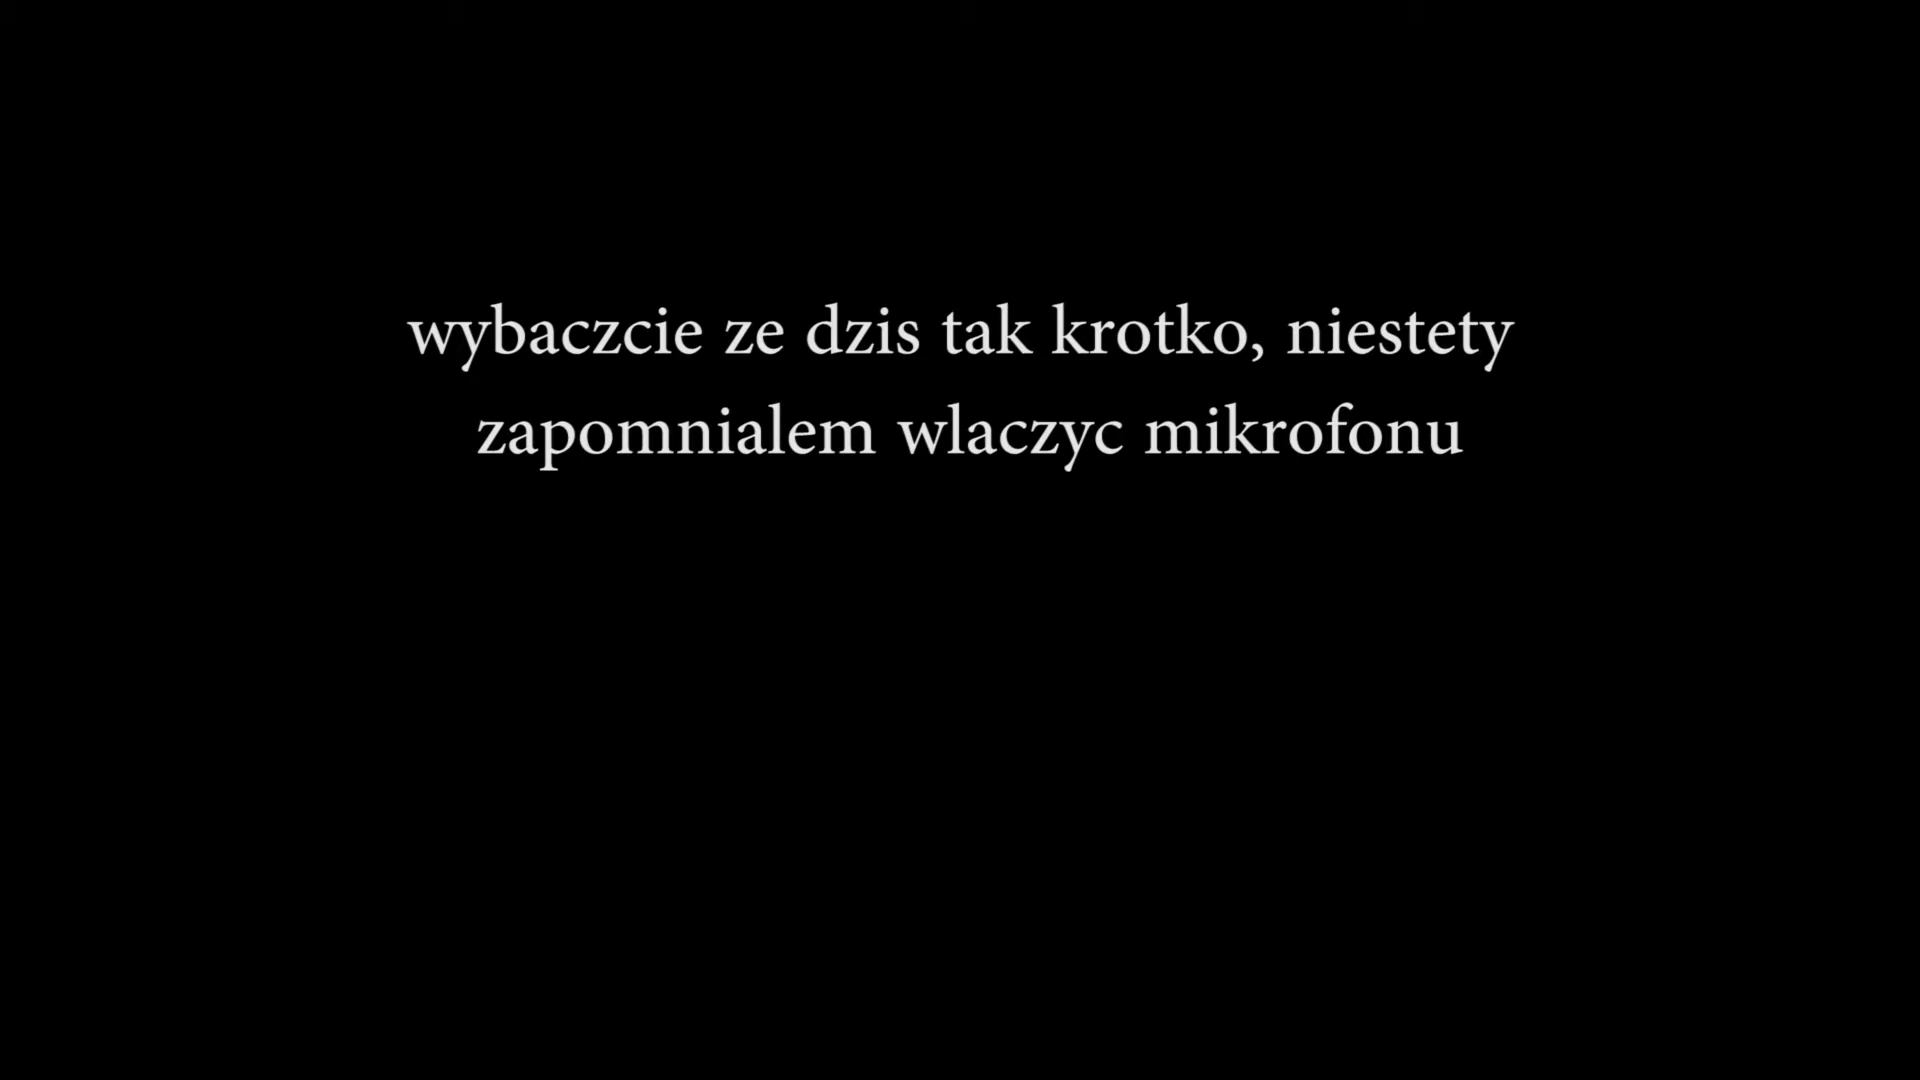 wybaczcie ze dzis tak krotko, niestety
zapomnialem wlaczyc mikrofonu